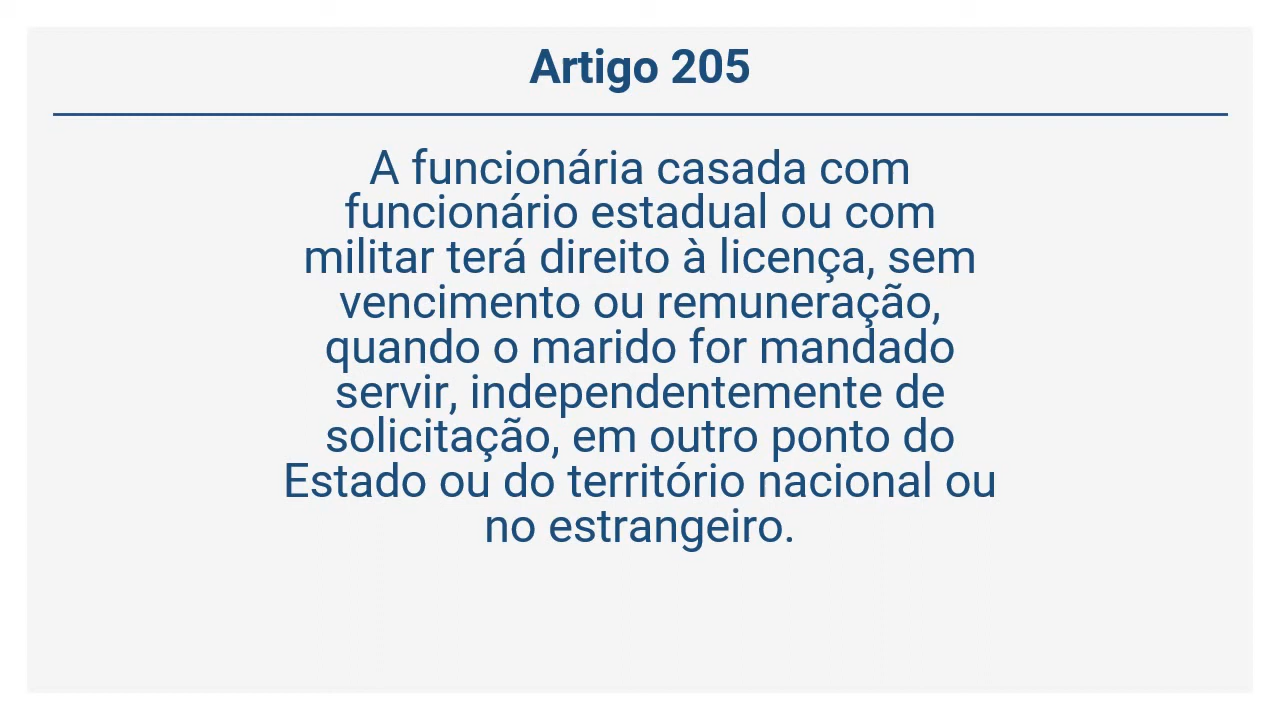 Artigo 205
A funcionária casada com
funcionário estadual ou com
militar terá direito à licença, sem
vencimento ou remuneração,
quando o marido for mandado
servir, independentemente de
solicitação, em outro ponto do
Estado ou do território nacional ou
no estrangeiro.